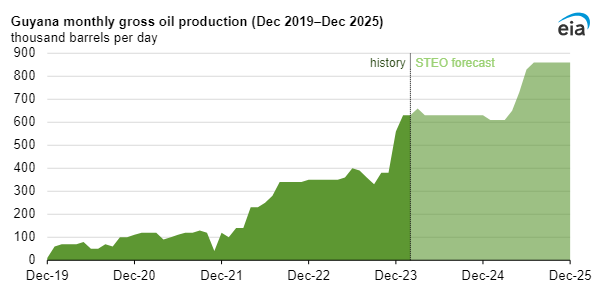 Guyana monthly gross oil production (Dec 2019–Dec 2025)
thousand barrels per day
eia
900
history
STEO forecast
800
700
600
500
400
300
200
100
0
Dec-19 Dec-20 Dec-21 Dec-22 Dec-23 Dec-24 Dec-25